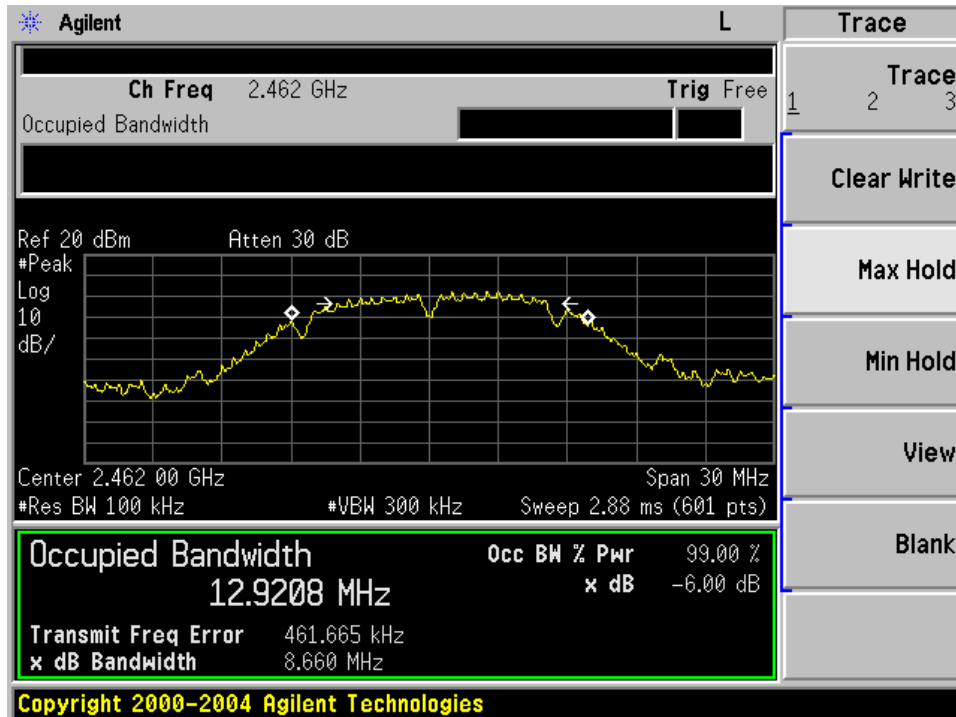 Agilent L Trace
Ch Freq 2.462 GHz Trig Free
Occupied Bandwidth
Trace
1 2 3
Clear Write
Max Hold
Min Hold
View
Blank
Ref 20 dBm Atten 30 dB
#Peak
Log
10
dB/
Center 2.462 00 GHz Span 30 MHz
#Res BW 100 kHz #VBW 300 kHz Sweep 2.88 ms (601 pts)
Occupied Bandwidth Occ BW % Pwr 99.00 %
12.9208 MHz x dB -6.00 dB
Transmit Freq Error 461.665 kHz
x dB Bandwidth 8.660 MHz
Copyright 2000-2004 Agilent Technologies